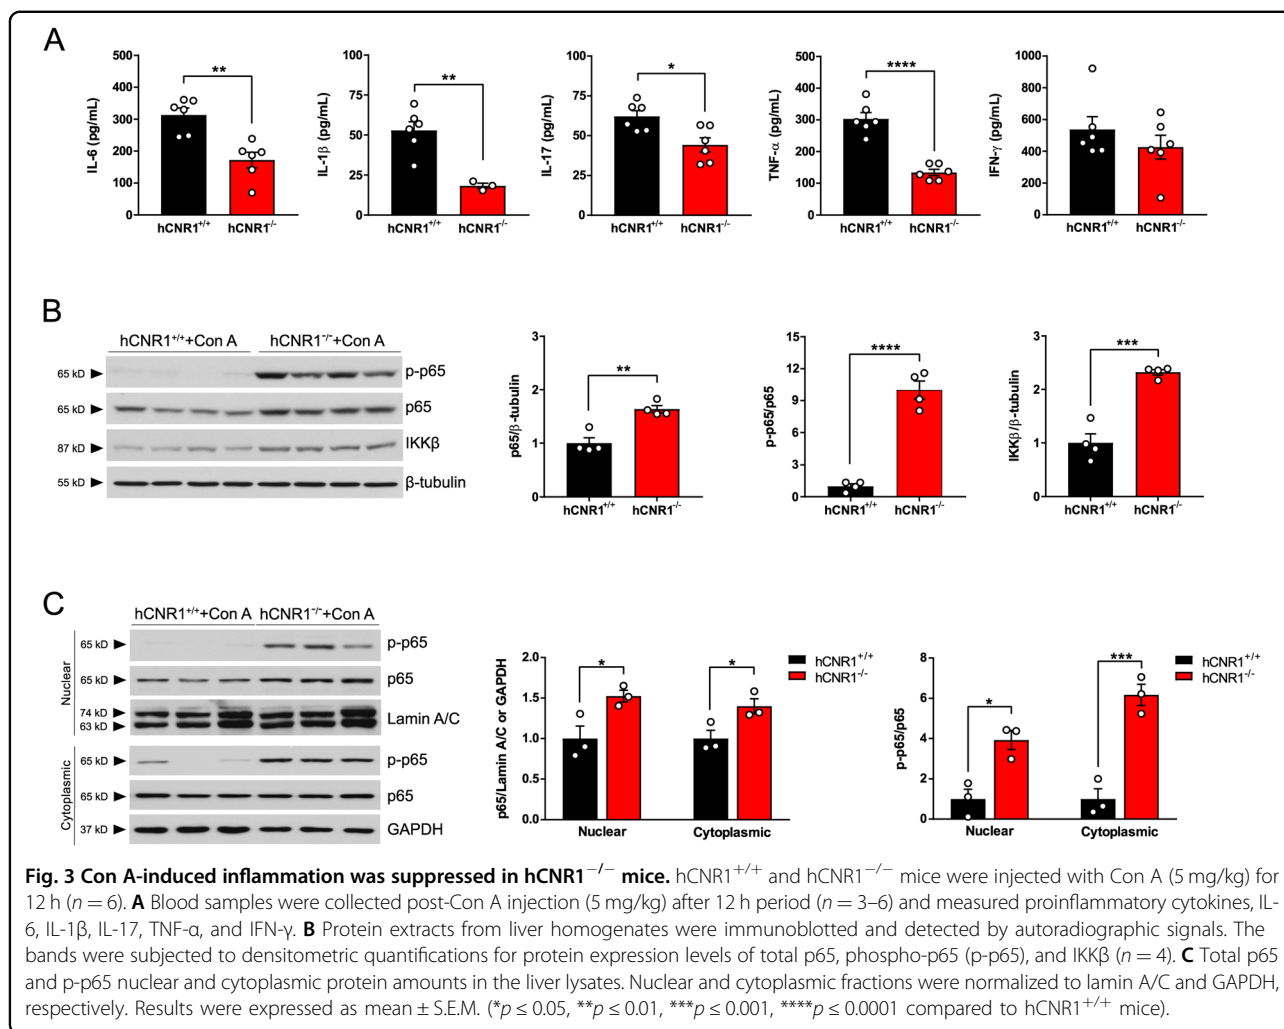 A
500
400
300
200
100
0
IL-6 (pg/mL)
**
hCNR1+/+ hCNR1-/-
100
75
50
25
0
IL-1β (pg/mL)
**
hCNR1+/+ hCNR1-/-
100
75
50
25
0
IL-17 (pg/mL)
*
hCNR1+/+ hCNR1-/-
500
400
300
200
100
0
TNF-α (pg/mL)
****
hCNR1+/+ hCNR1-/-
1000
800
600
400
200
0
IFN-γ (pg/mL)
hCNR1+/+ hCNR1-/-
B
hCNR1+/++Con A hCNR1-/-+Con A
65 kD p-p65
65 kD p65
87 kD IKKβ
55 kD β-tubulin
3
2
1
0
p65/β-tubulin
**
hCNR1+/+ hCNR1-/-
15
12
9
6
3
0
p-p65/p65
****
hCNR1+/+ hCNR1-/-
3
2
1
0
IKKβ/β-tubulin
***
hCNR1+/+ hCNR1-/-
C
hCNR1+/++Con A hCNR1-/-+Con A
Nuclear
65 kD p-p65
65 kD p65
74 kD
63 kD
Lamin A/C
Cytoplasmic
65 kD p-p65
65 kD p65
37 kD GAPDH
2.0
1.5
1.0
0.5
0.0
p65/Lamin A/C or GAPDH
* *
Nuclear Cytoplasmic
hCNR1+/+
hCNR1-/-
8
6
4
2
0
p-p65/p65
* ***
Nuclear Cytoplasmic
hCNR1+/+
hCNR1-/-
Fig. 3 Con A-induced inflammation was suppressed in hCNR1−/− mice. hCNR1+/+ and hCNR1−/− mice were injected with Con A (5 mg/kg) for
12 h (n = 6). A Blood samples were collected post-Con A injection (5 mg/kg) after 12 h period (n = 3–6) and measured proinflammatory cytokines, IL-
6, IL-1β, IL-17, TNF-α, and IFN-γ. B Protein extracts from liver homogenates were immunoblotted and detected by autoradiographic signals. The
bands were subjected to densitometric quantifications for protein expression levels of total p65, phospho-p65 (p-p65), and IKKβ (n = 4). C Total p65
and p-p65 nuclear and cytoplasmic protein amounts in the liver lysates. Nuclear and cytoplasmic fractions were normalized to lamin A/C and GAPDH,
respectively. Results were expressed as mean ± S.E.M. (*p ≤ 0.05, **p ≤ 0.01, ***p ≤ 0.001, ****p ≤ 0.0001 compared to hCNR1+/+ mice).